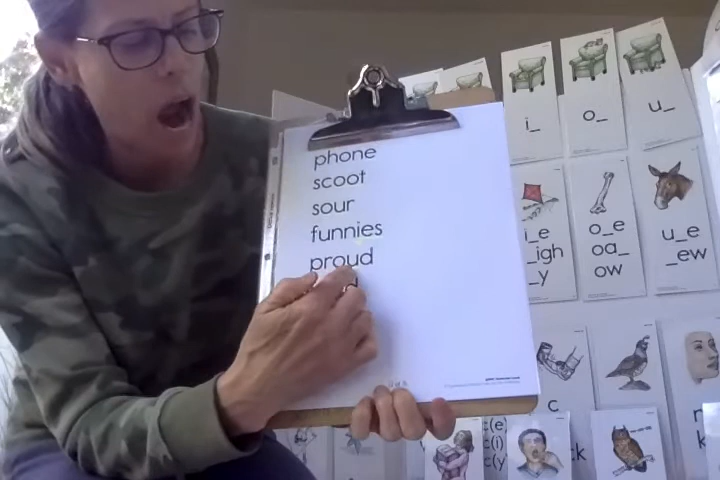 phone
scoot
sour
funnies
proud
i_
o_
u_
i_e
_igh
_y
o_e
oa_
ow
u_e
_ew
c
c(e)
c(i)
c(y
k